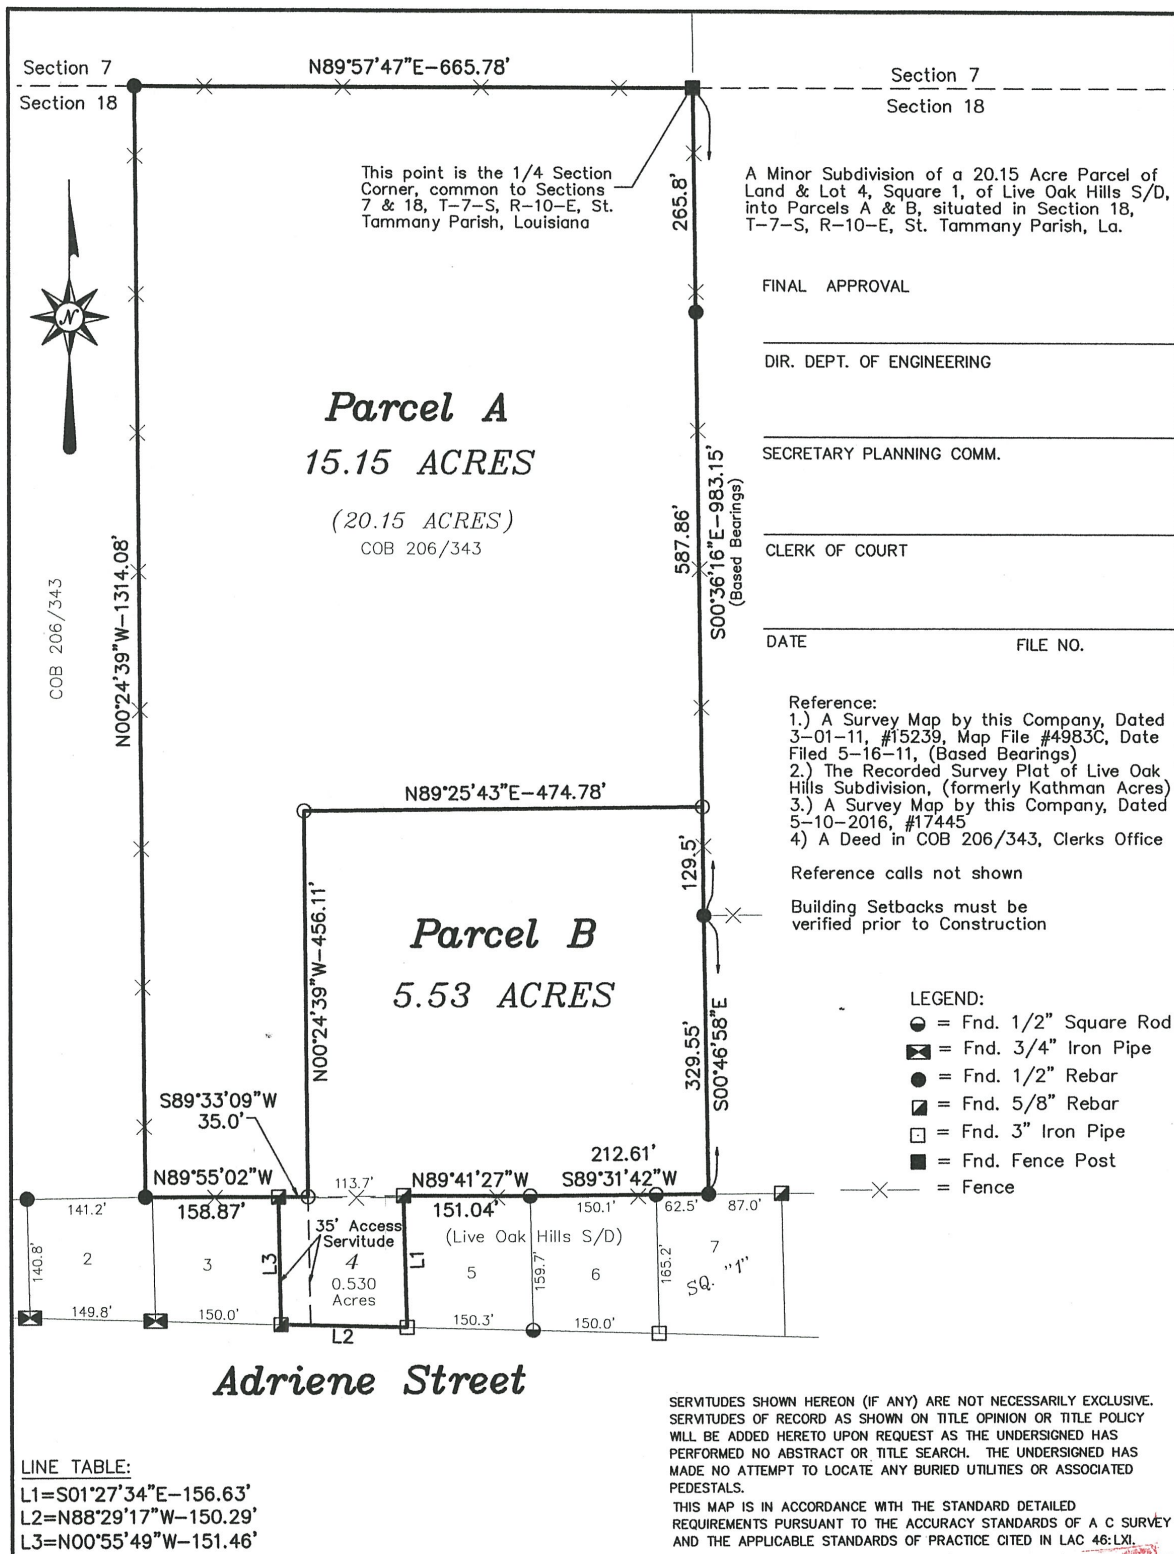 Section 7
Section 18
N89°57'47"E-665.78'
Section 7
Section 18
This point is the 1/4 Section
Corner, common to Sections
7 & 18, T-7-S, R-10-E, St.
Tammany Parish, Louisiana
265.8'
A Minor Subdivision of a 20.15 Acre Parcel of
Land & Lot 4, Square 1, of Live Oak Hills S/D,
into Parcels A & B, situated in Section 18,
T-7-S, R-10-E, St. Tammany Parish, La.
N
FINAL APPROVAL
DIR. DEPT. OF ENGINEERING
SECRETARY PLANNING COMM.
CLERK OF COURT
DATE
FILE NO.
Parcel A
15.15 ACRES
(20.15 ACRES)
COB 206/343
COB 206/343
N00°24'39"W-1314.08'
587.86'
S00°36'16"E-983.15'
(Based Bearings)
Reference:
1.) A Survey Map by this Company, Dated
3-01-11, #15239, Map File #4983C, Date
Filed 5-16-11, (Based Bearings)
2.) The Recorded Survey Plat of Live Oak
Hills Subdivision, (formerly Kathman Acres)
3.) A Survey Map by this Company, Dated
5-10-2016, #17445
4) A Deed in COB 206/343, Clerks Office
Reference calls not shown
Building Setbacks must be
verified prior to Construction
N89°25'43"E-474.78'
129.5'
N00°24'39"W-456.11'
Parcel B
5.53 ACRES
329.55'
S00°46'58"E
LEGEND:
= Fnd. 1/2" Square Rod
= Fnd. 3/4" Iron Pipe
= Fnd. 1/2" Rebar
= Fnd. 5/8" Rebar
= Fnd. 3" Iron Pipe
= Fnd. Fence Post
= Fence
S89°33'09"W
35.0'
N89°55'02"W
158.87'
113.7'
N89°41'27"W
151.04'
212.61'
S89°31'42"W
141.2'
150.1'
62.5'
87.0'
35' Access
Servitude
(Live Oak Hills S/D)
140.8'
2
3
L3
4
0.530
Acres
L1
5
159.7'
6
165.2'
7
SQ. "1"
149.8'
150.0'
L2
150.3'
150.0'
Adriene Street
LINE TABLE:
L1=S01°27'34"E-156.63'
L2=N88°29'17"W-150.29'
L3=N00°55'49"W-151.46'
SERVITUDES SHOWN HEREON (IF ANY) ARE NOT NECESSARILY EXCLUSIVE.
SERVITUDES OF RECORD AS SHOWN ON TITLE OPINION OR TITLE POLICY
WILL BE ADDED HERETO UPON REQUEST AS THE UNDERSIGNED HAS
PERFORMED NO ABSTRACT OR TITLE SEARCH. THE UNDERSIGNED HAS
MADE NO ATTEMPT TO LOCATE ANY BURIED UTILITIES OR ASSOCIATED
PEDESTALS.
THIS MAP IS IN ACCORDANCE WITH THE STANDARD DETAILED
REQUIREMENTS PURSUANT TO THE ACCURACY STANDARDS OF A C SURVEY
AND THE APPLICABLE STANDARDS OF PRACTICE CITED IN LAC 46:LXI.